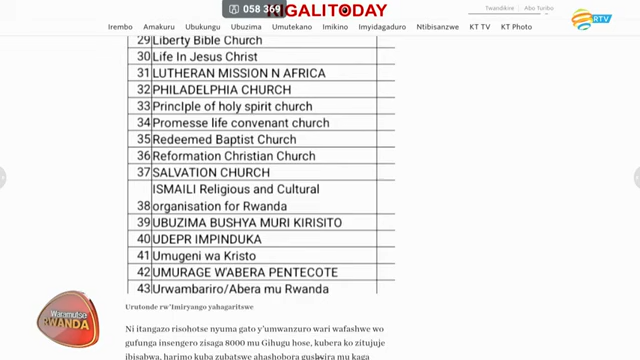 058 369
KIGALITODAY
Twandikire
Abo Turibo
RTV
Irembo Amakuru Ubukungu Ubuzima Umutekano Imikino Imyidagaduro Ntibisanzwe KT TV KT Photo
29 Liberty Bible Church
30 Life In Jesus Christ
31 LUTHERAN MISSION N AFRICA
32 PHILADELPHIA CHURCH
33 Principle of holy spirit church
34 Promesse life convenant church
35 Redeemed Baptist Church
36 Reformation Christian Church
37 SALVATION CHURCH
ISMAILI Religious and Cultural
38 organisation for Rwanda
39 UBUZIMA BUSHYA MURI KIRISITO
40 UDEPR IMPINDUKA
41 Umugeni wa Kristo
42 UMURAGE W'ABERA PENTECOTE
43 Urwambariro/Abera mu Rwanda
Urutonde rw'Imiryango yahagaritswe
Waramutse
RWANDA
Ni itangazo risohotse nyuma gato y'umwanzuro wari wafashwe wo
gufunga insengero zisaga 8000 mu Gihugu hose, kubera ko zitujuje
ibisabwa, harimo kuba zubatswe ahashobora gushyira mu kaga